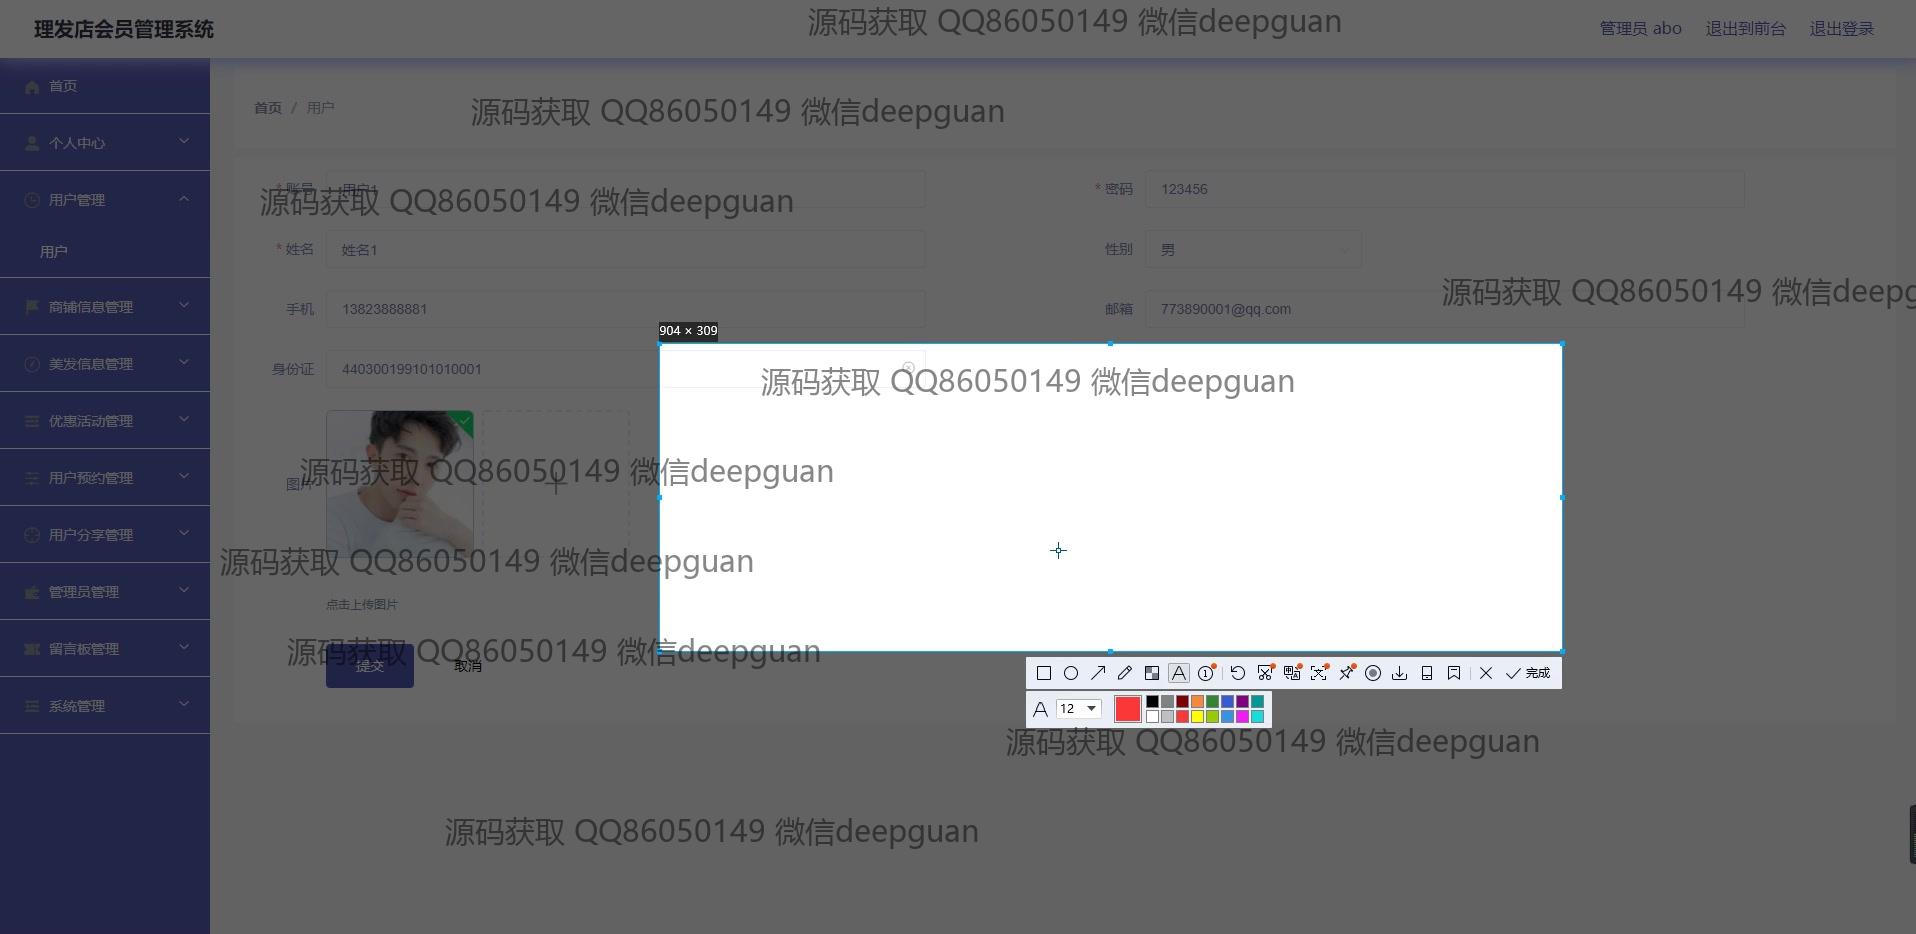 理发店会员管理系统
源码获取 QQ86050149 微信deepguan
管理员 abo
退出到前台
退出登录
首页
个人中心
用户管理
用户
商铺信息管理
美发信息管理
优惠活动管理
用户预约管理
用户分享管理
管理员管理
留言板管理
系统管理
首页 / 用户
源码获取 QQ86050149 微信deepguan
* 账号
用户1
* 密码
123456
源码获取 QQ86050149 微信deepguan
* 姓名
姓名1
性别
男
源码获取 QQ86050149 微信deepg
手机
13823888881
邮箱
773890001@qq.com
904 × 309
身份证
440300199101010001
源码获取 QQ86050149 微信deepguan
图片
源码获取 QQ86050149 微信deepguan
源码获取 QQ86050149 微信deepguan
点击上传图片
源码获取 QQ86050149 微信deepguan
提交
取消
完成
A 12
源码获取 QQ86050149 微信deepguan
源码获取 QQ86050149 微信deepguan